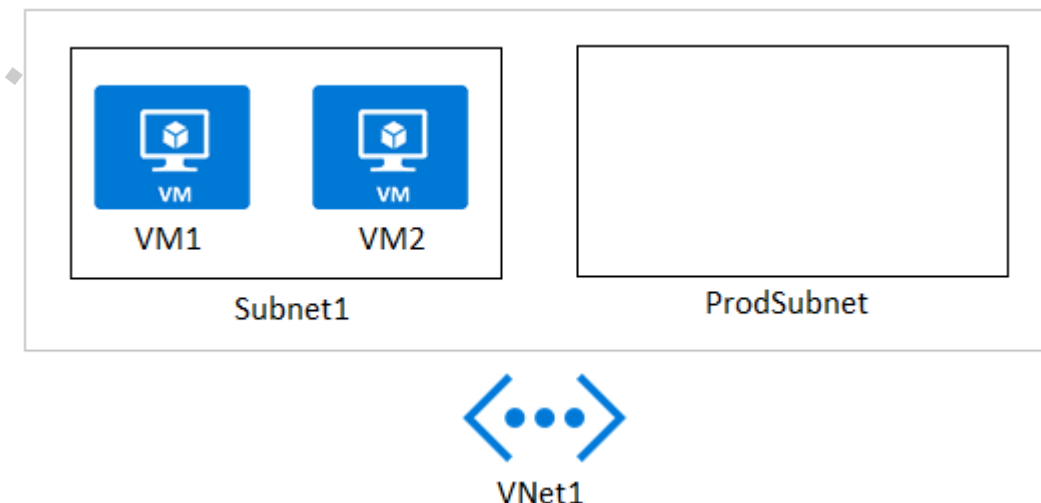 VM
VM
VM1
VM2
Subnet1
ProdSubnet
VNet1